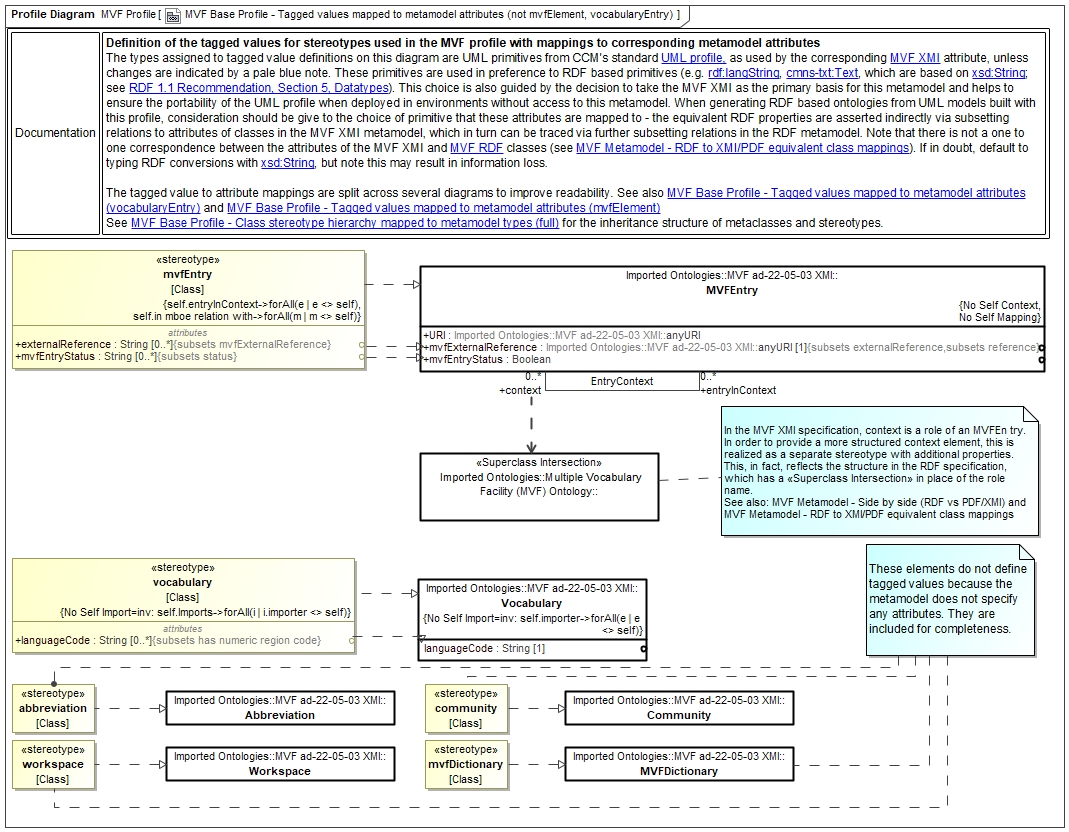 Profile Diagram MVF Profile [ MVF Base Profile - Tagged values mapped to metamodel attributes (not mvfElement, vocabularyEntry) ]
Documentation
Definition of the tagged values for stereotypes used in the MVF profile with mappings to corresponding metamodel attributes
The types assigned to tagged value definitions on this diagram are UML primitives from CCM's standard UML profile, as used by the corresponding MVF XMI attribute, unless
changes are indicated by a pale blue note. These primitives are used in preference to RDF based primitives (e.g. rdf:langString, cmns-txt:Text, which are based on xsd:String;
see RDF 1.1 Recommendation, Section 5, Datatypes). This choice is also guided by the decision to take the MVF XMI as the primary basis for this metamodel and helps to
ensure the portability of the UML profile when deployed in environments without access to this metamodel. When generating RDF based ontologies from UML models built with
this profile, consideration should be give to the choice of primitive that these attributes are mapped to - the equivalent RDF properties are asserted indirectly via subsetting
relations to attributes of classes in the MVF XMI metamodel, which in turn can be traced via further subsetting relations in the RDF metamodel. Note that there is not a one to
one correspondence between the attributes of the MVF XMI and MVF RDF classes (see MVF Metamodel - RDF to XMI/PDF equivalent class mappings). If in doubt, default to
typing RDF conversions with xsd:String, but note this may result in information loss.
The tagged value to attribute mappings are split across several diagrams to improve readability. See also MVF Base Profile - Tagged values mapped to metamodel attributes
(vocabularyEntry) and MVF Base Profile - Tagged values mapped to metamodel attributes (mvfElement)
See MVF Base Profile - Class stereotype hierarchy mapped to metamodel types (full) for the inheritance structure of metaclasses and stereotypes.
«stereotype»
mvfEntry
[Class]
{self.entryInContext->forAll(e | e <> self),
self.in mboe relation with->forAll(m | m <> self)}
attributes
+externalReference : String [0..*]{subsets mvfExternalReference}
+mvfEntryStatus : String [0..*]{subsets status}
Imported Ontologies::MVF ad-22-05-03 XMI::
MVFEntry
{No Self Context,
No Self Mapping}
+URI : Imported Ontologies::MVF ad-22-05-03 XMI::anyURI
+mvfExternalReference : Imported Ontologies::MVF ad-22-05-03 XMI::anyURI [1]{subsets externalReference,subsets reference}
+mvfEntryStatus : Boolean
0..*
+context
EntryContext
0..*
+entryInContext
«Superclass Intersection»
Imported Ontologies::Multiple Vocabulary
Facility (MVF) Ontology::
In the MVF XMI specification, context is a role of an MVFEn try.
In order to provide a more structured context element, this is
realized as a separate stereotype with additional properties.
This, in fact, reflects the structure in the RDF specification,
which has a «Superclass Intersection» in place of the role
name.
See also: MVF Metamodel - Side by side (RDF vs PDF/XMI) and
MVF Metamodel - RDF to XMI/PDF equivalent class mappings
«stereotype»
vocabulary
[Class]
{No Self Import=inv: self.Imports->forAll(i | i.importer <> self)}
attributes
+languageCode : String [0..*]{subsets has numeric region code}
Imported Ontologies::MVF ad-22-05-03 XMI::
Vocabulary
{No Self Import=inv: self.importer->forAll(e | e
<> self)}
languageCode : String [1]
These elements do not define
tagged values because the
metamodel does not specify
any attributes. They are
included for completeness.
«stereotype»
abbreviation
[Class]
Imported Ontologies::MVF ad-22-05-03 XMI::
Abbreviation
«stereotype»
community
[Class]
Imported Ontologies::MVF ad-22-05-03 XMI::
Community
«stereotype»
workspace
[Class]
Imported Ontologies::MVF ad-22-05-03 XMI::
Workspace
«stereotype»
mvfDictionary
[Class]
Imported Ontologies::MVF ad-22-05-03 XMI::
MVFDictionary